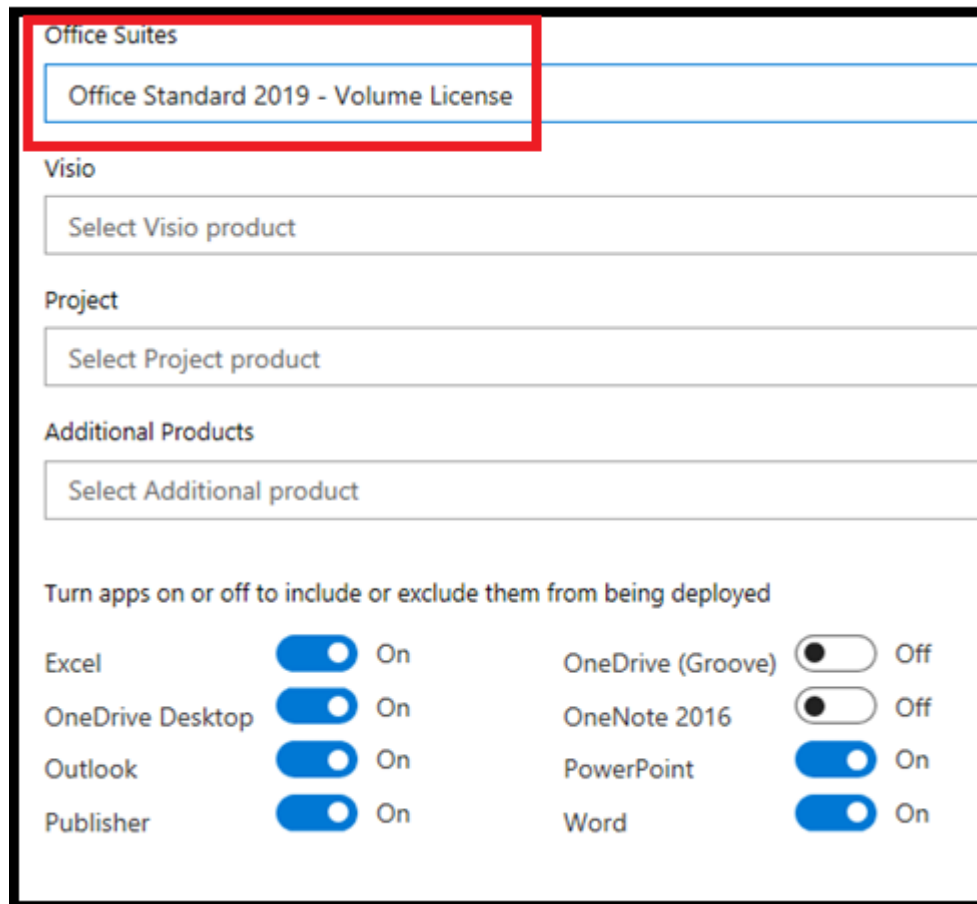 Office Suites
Office Standard 2019 - Volume License
Visio
Select Visio product
Project
Select Project product
Additional Products
Select Additional product
Turn apps on or off to include or exclude them from being deployed
Excel On OneDrive (Groove) Off
OneDrive Desktop On OneNote 2016 Off
Outlook On PowerPoint On
Publisher On Word On